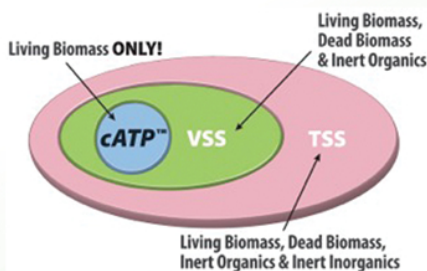 Living Biomass,
Dead Biomass
& Inert Organics
Living Biomass ONLY!
cATP™
VSS
TSS
Living Biomass, Dead Biomass,
Inert Organics & Inert Inorganics